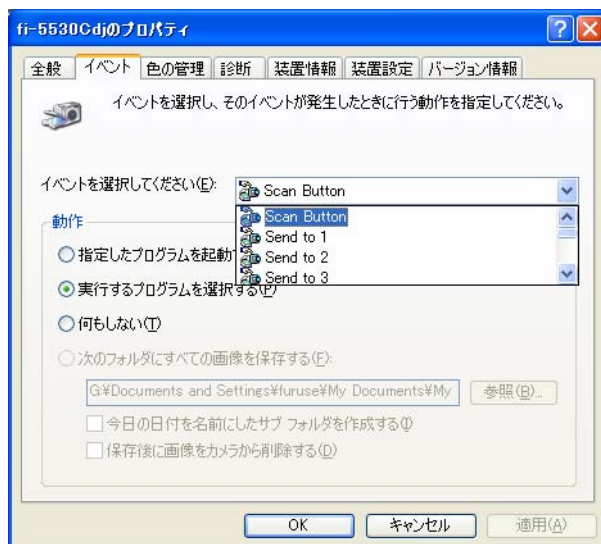 fi-5530Cdjのプロパティ
全般 イベント 色の管理 診断 装置情報 装置設定 バージョン情報
イベントを選択し、そのイベントが発生したときに行う動作を指定してください。
イベントを選択してください(E): Scan Button
Scan Button
Send to 1
Send to 2
Send to 3
動作
指定したプログラムを起動
実行するプログラムを選択する(P)
何もしない(T)
次のフォルダにすべての画像を保存する(F):
G:¥Documents and Settings¥furuse¥My Documents¥My 参照(B)...
今日の日付を名前にしたサブ フォルダを作成する(I)
保存後に画像をカメラから削除する(D)
OK キャンセル 適用(A)